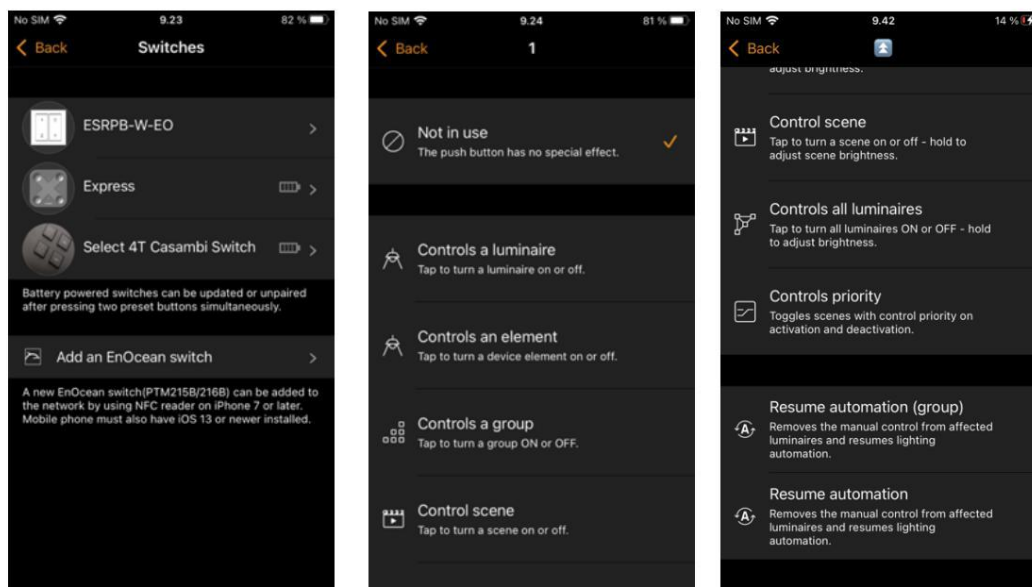 No SIM 9.23 82 %
Back Switches
ESRPB-W-EO
Express
Select 4T Casambi Switch
Battery powered switches can be updated or unpaired
after pressing two preset buttons simultaneously.
Add an EnOcean switch
A new EnOcean switch(PTM215B/216B) can be added to
the network by using NFC reader on iPhone 7 or later.
Mobile phone must also have iOS 13 or newer installed.
No SIM 9.24 81 %
Back 1
Not in use
The push button has no special effect.
Controls a luminaire
Tap to turn a luminaire on or off.
Controls an element
Tap to turn a device element on or off.
Controls a group
Tap to turn a group ON or OFF.
Control scene
Tap to turn a scene on or off.
No SIM 9.42 14 %
Back
adjust brightness.
Control scene
Tap to turn a scene on or off - hold to
adjust scene brightness.
Controls all luminaires
Tap to turn all luminaires ON or OFF - hold
to adjust brightness.
Controls priority
Toggles scenes with control priority on
activation and deactivation.
Resume automation (group)
Removes the manual control from affected
luminaires and resumes lighting
automation.
Resume automation
Removes the manual control from affected
luminaires and resumes lighting
automation.